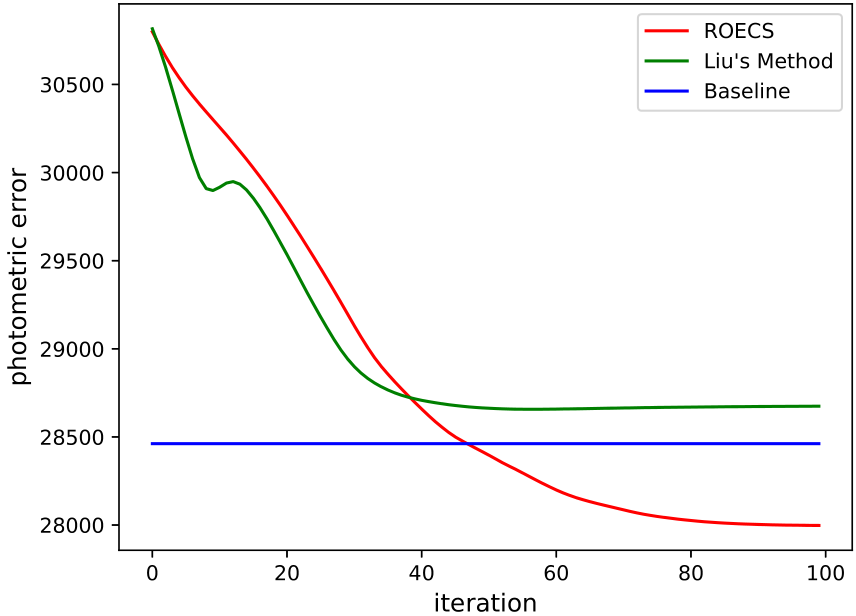 ROECS
Liu's Method
Baseline
photometric error
30500
30000
29500
29000
28500
28000
0 20 40 60 80 100
iteration